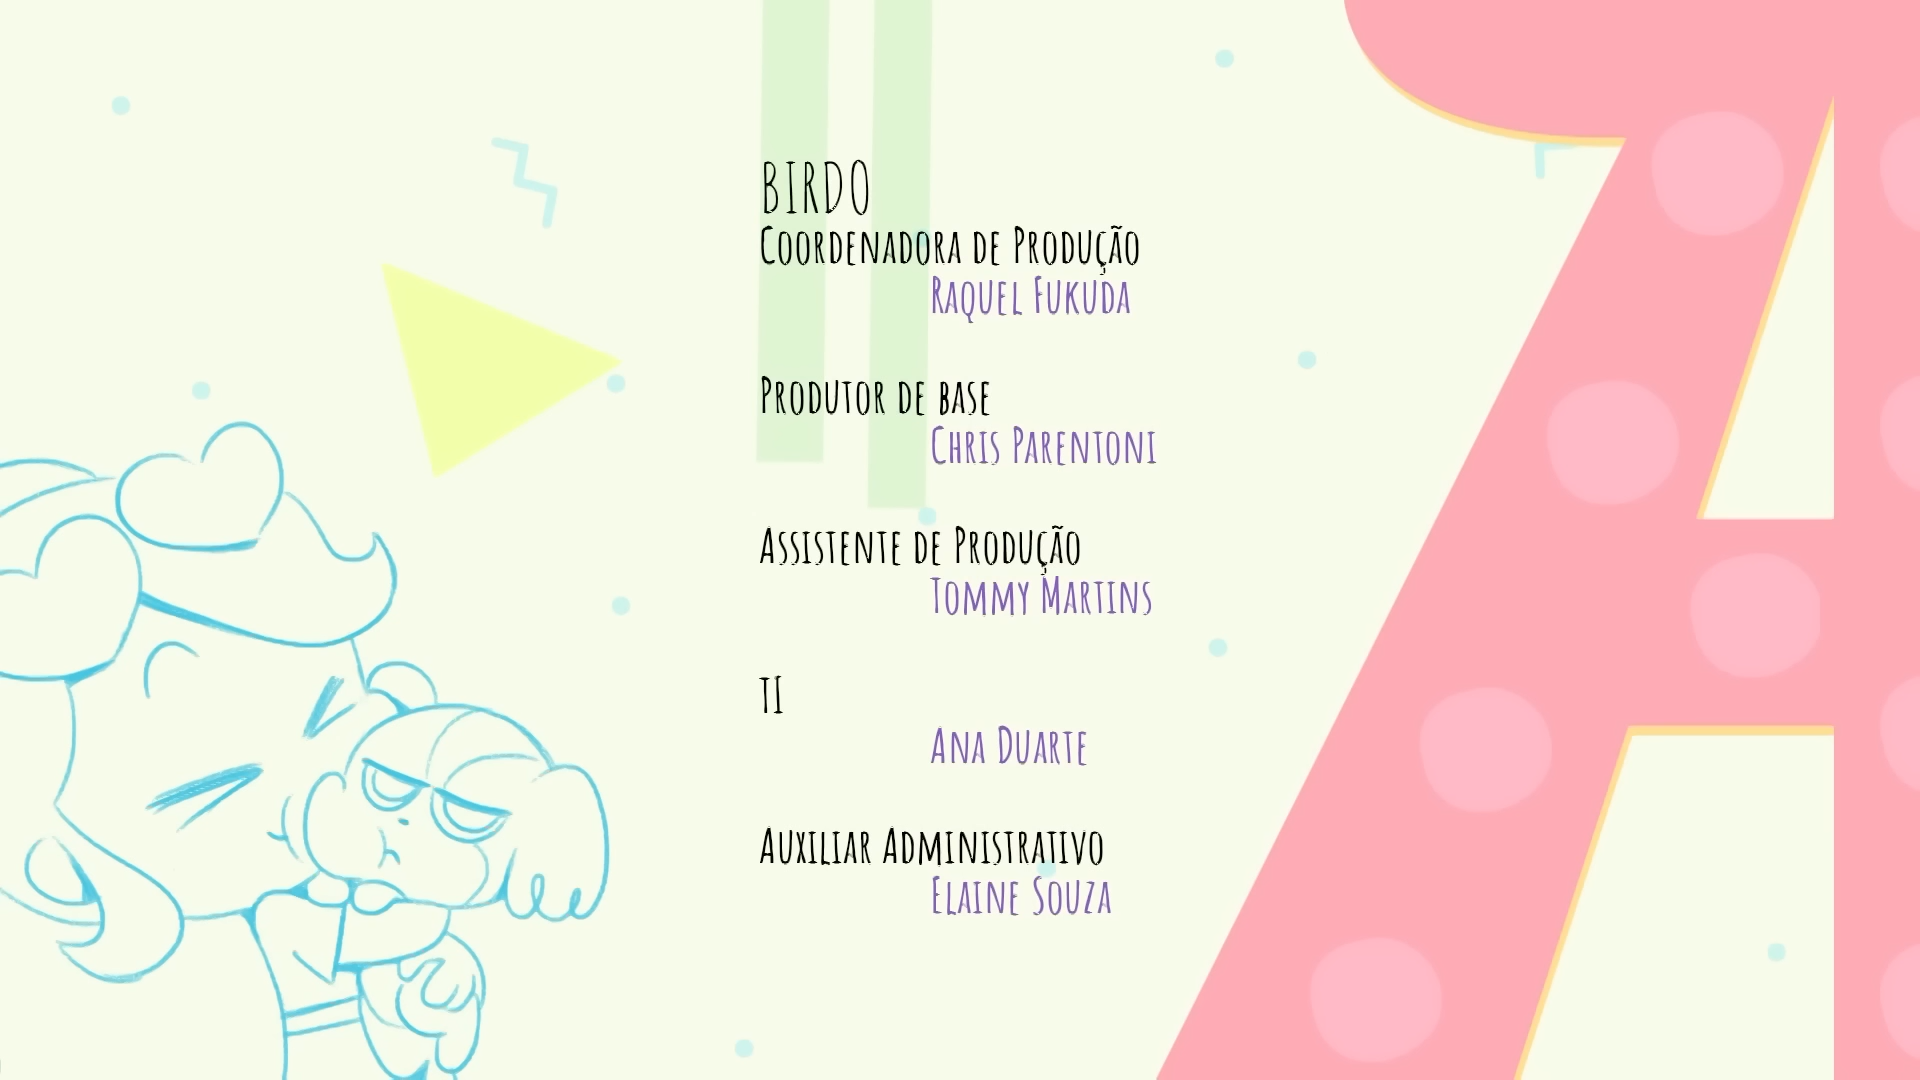 BIRDO
Coordenadora de Produção
Raquel Fukuda
Produtor de base
Chris Parentoni
Assistente de Produção
Tommy Martins
TI
Ana Duarte
Auxiliar Administrativo
Elaine Souza